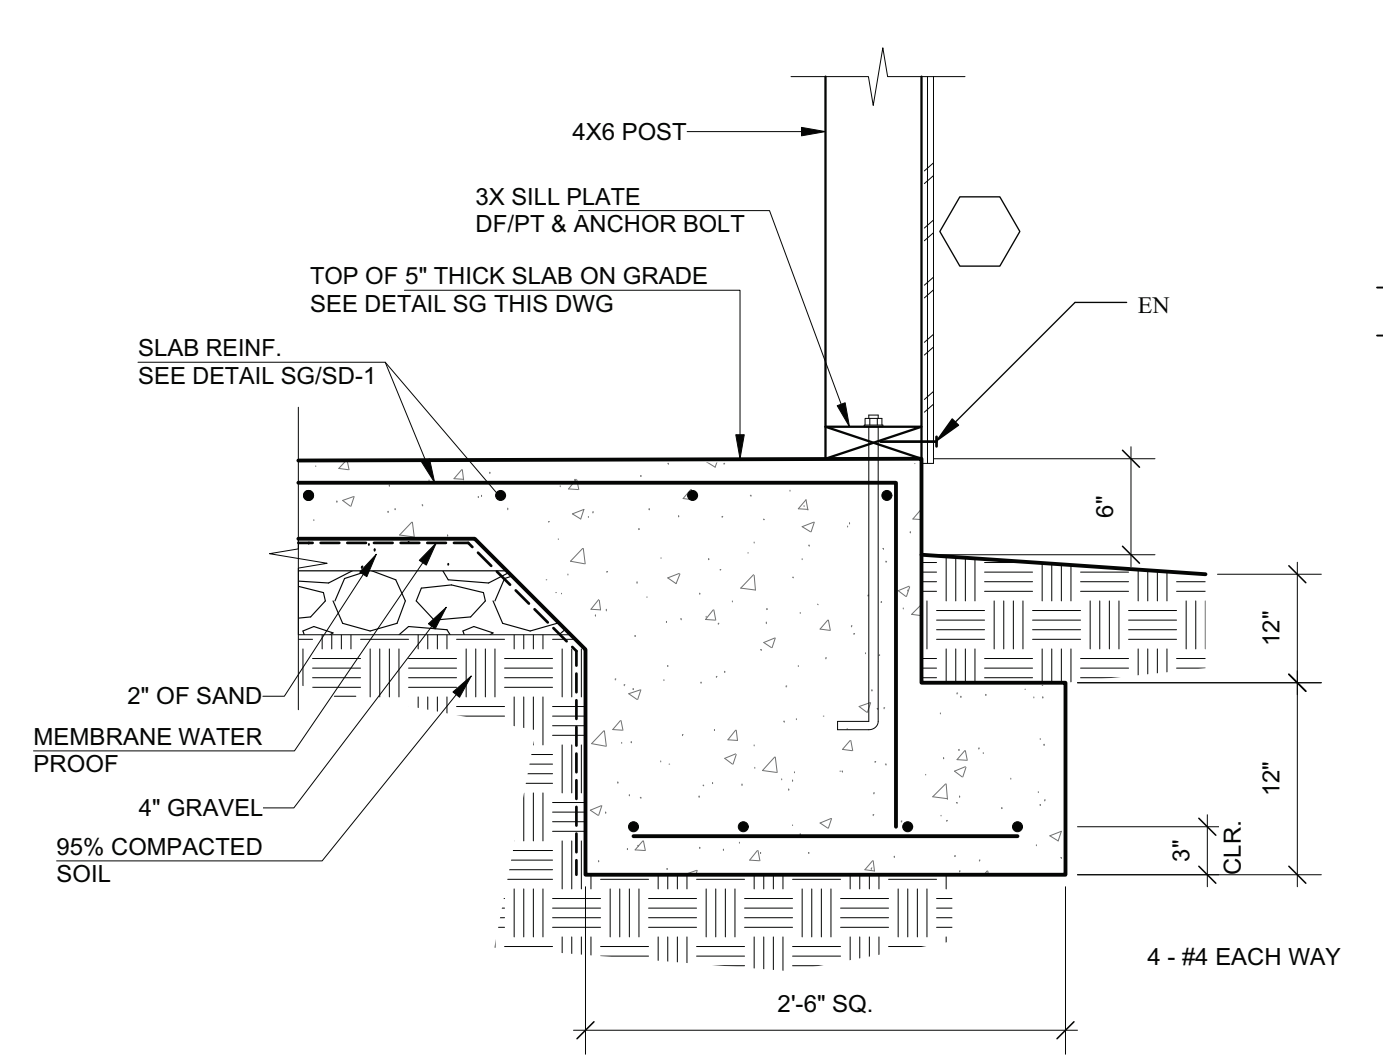 4X6 POST
3X SILL PLATE
DF/PT & ANCHOR BOLT
TOP OF 5" THICK SLAB ON GRADE
SEE DETAIL SG THIS DWG
EN
SLAB REINF.
SEE DETAIL SG/SD-1
6"
12"
2" OF SAND
MEMBRANE WATER
PROOF
4" GRAVEL
12"
95% COMPACTED
SOIL
3"
CLR.
4 - #4 EACH WAY
2'-6" SQ.